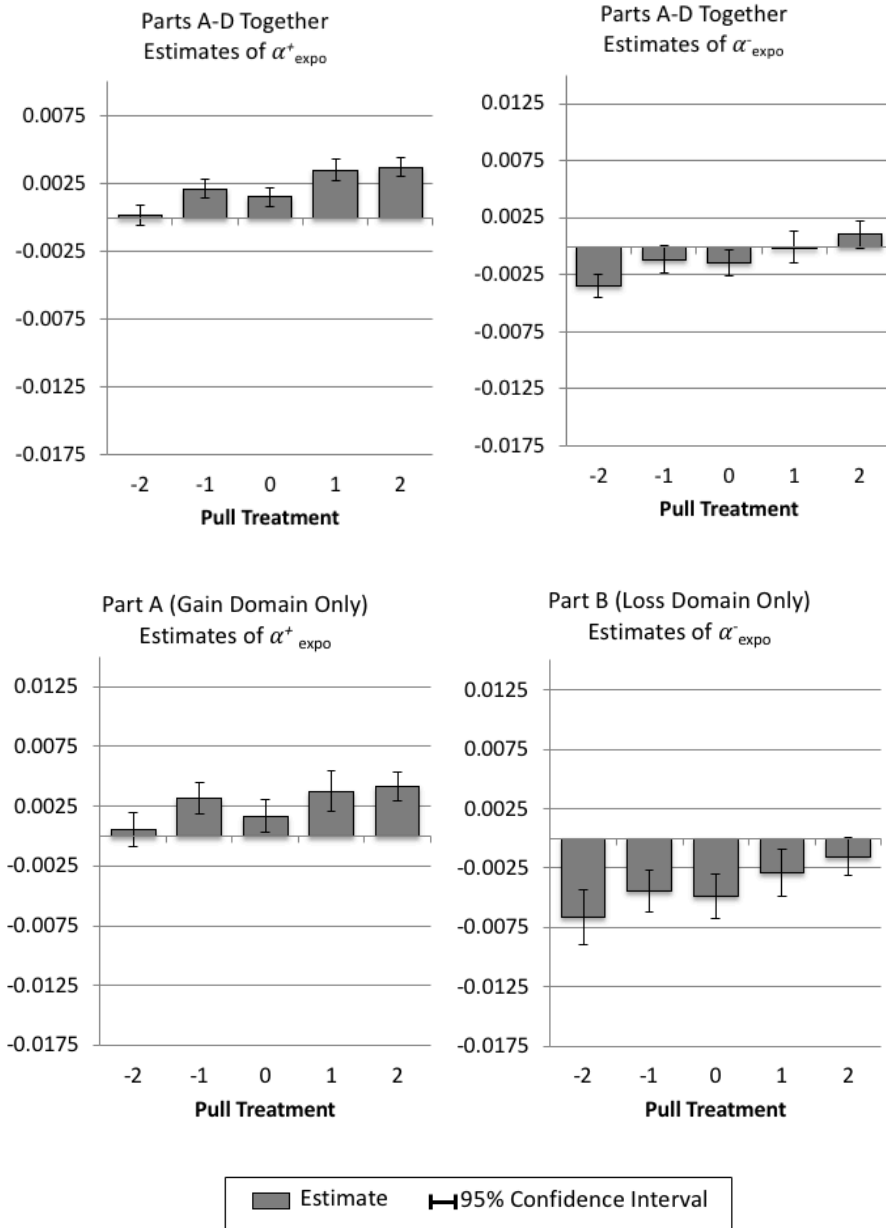 Parts A-D Together
Estimates of α⁺expo
0.0075
0.0025
-0.0025
-0.0075
-0.0125
-0.0175
-2 -1 0 1 2
Pull Treatment
Parts A-D Together
Estimates of α⁻expo
0.0125
0.0075
0.0025
-0.0025
-0.0075
-0.0125
-0.0175
-2 -1 0 1 2
Pull Treatment
Part A (Gain Domain Only)
Estimates of α⁺ expo
0.0125
0.0075
0.0025
-0.0025
-0.0075
-0.0125
-0.0175
-2 -1 0 1 2
Pull Treatment
Part B (Loss Domain Only)
Estimates of α⁻expo
0.0125
0.0075
0.0025
-0.0025
-0.0075
-0.0125
-0.0175
-2 -1 0 1 2
Pull Treatment
Estimate 95% Confidence Interval